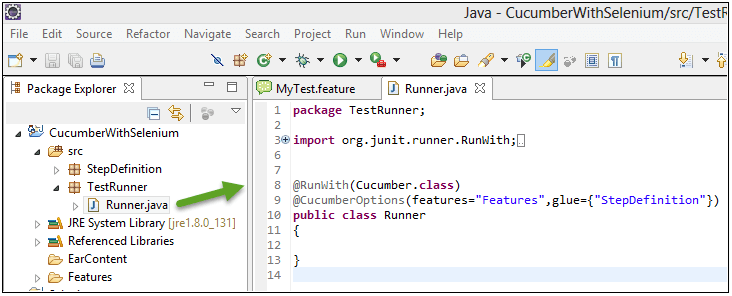 Java - CucumberWithSelenium/src/TestR
File Edit Source Refactor Navigate Search Project Run Window Help
Package Explorer
MyTest.feature Runner.java
CucumberWithSelenium
src
StepDefinition
TestRunner
Runner.java
JRE System Library [jre1.8.0_131]
Referenced Libraries
EarContent
Features
1 package TestRunner;
2
3 import org.junit.runner.RunWith;
6
7
8 @RunWith(Cucumber.class)
9 @CucumberOptions(features="Features",glue={"StepDefinition"})
10 public class Runner
11 {
12
13 }
14